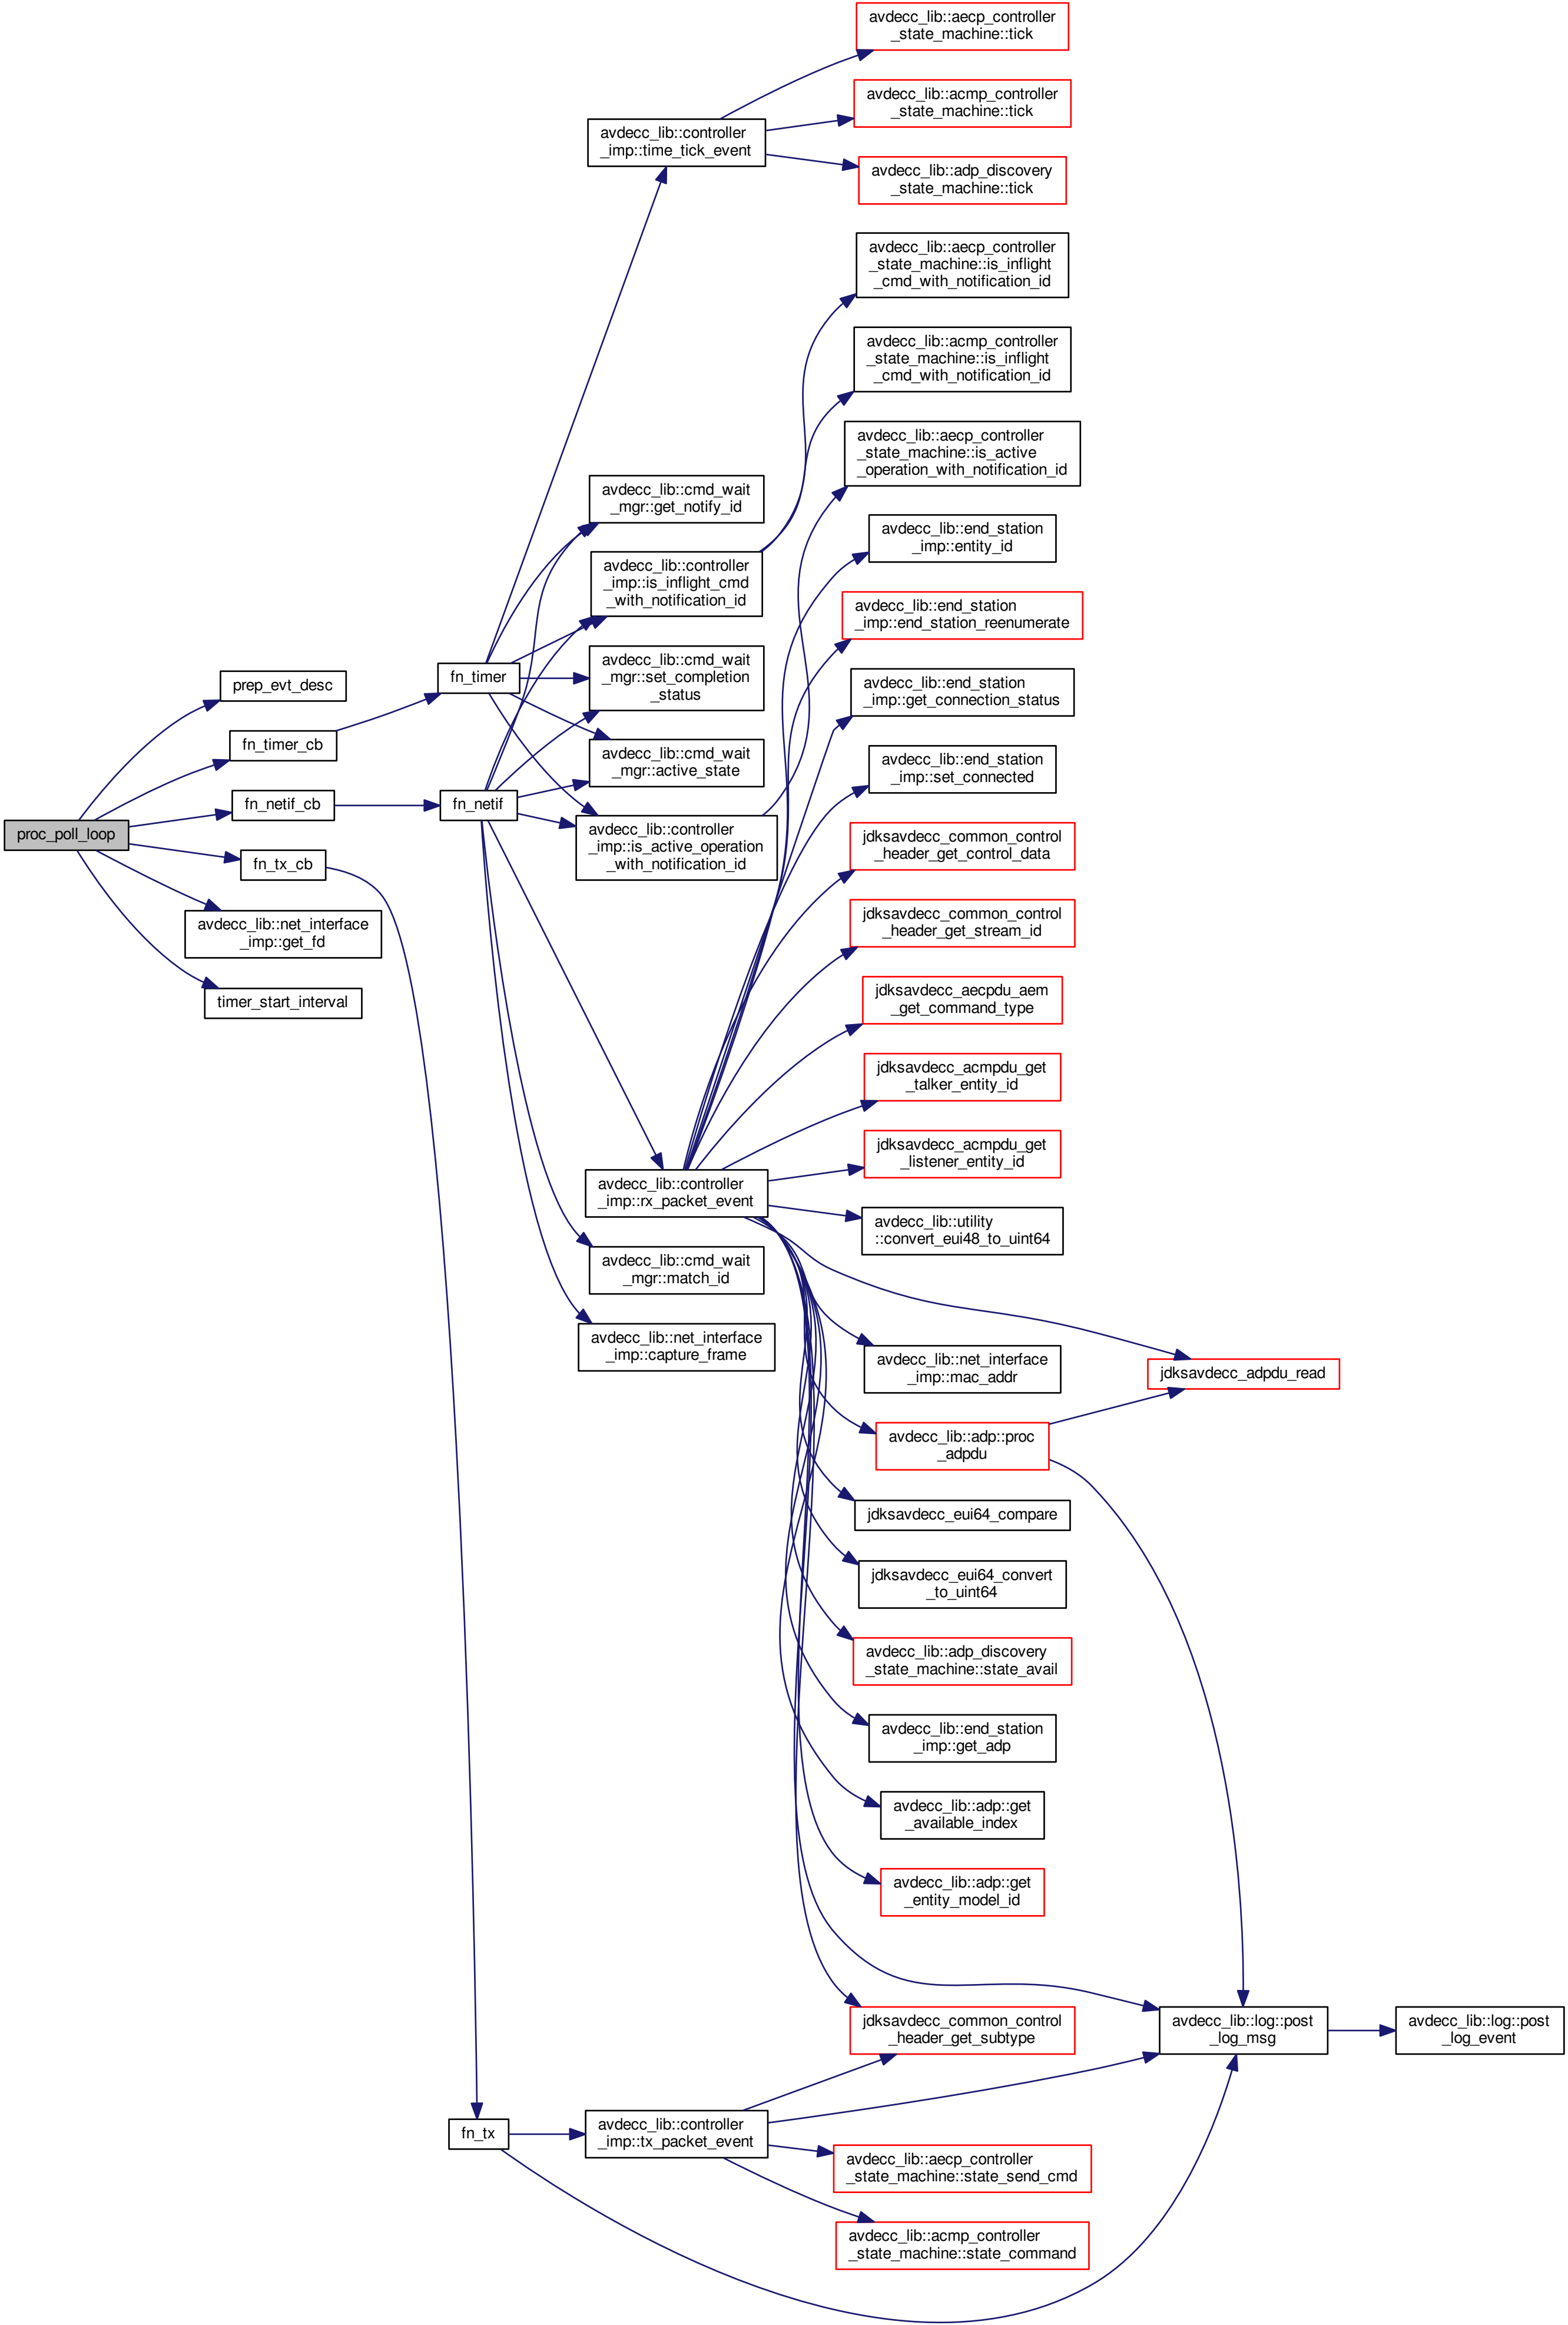 avdecc_lib::aecp_controller
_state_machine::tick
avdecc_lib::acmp_controller
_state_machine::tick
avdecc_lib::controller
_imp::time_tick_event
avdecc_lib::adp_discovery
_state_machine::tick
avdecc_lib::aecp_controller
_state_machine::is_inflight
_cmd_with_notification_id
avdecc_lib::acmp_controller
_state_machine::is_inflight
_cmd_with_notification_id
avdecc_lib::aecp_controller
_state_machine::is_active
_operation_with_notification_id
avdecc_lib::cmd_wait
_mgr::get_notify_id
avdecc_lib::end_station
_imp::entity_id
avdecc_lib::controller
_imp::is_inflight_cmd
_with_notification_id
avdecc_lib::end_station
_imp::end_station_reenumerate
avdecc_lib::cmd_wait
_mgr::set_completion
_status
fn_timer
prep_evt_desc
avdecc_lib::end_station
_imp::get_connection_status
fn_timer_cb
avdecc_lib::cmd_wait
_mgr::active_state
avdecc_lib::end_station
_imp::set_connected
fn_netif_cb
fn_netif
proc_poll_loop
avdecc_lib::controller
_imp::is_active_operation
_with_notification_id
jdksavdecc_common_control
_header_get_control_data
fn_tx_cb
avdecc_lib::net_interface
_imp::get_fd
jdksavdecc_common_control
_header_get_stream_id
timer_start_interval
jdksavdecc_aecpdu_aem
_get_command_type
jdksavdecc_acmpdu_get
_talker_entity_id
jdksavdecc_acmpdu_get
_listener_entity_id
avdecc_lib::controller
_imp::rx_packet_event
avdecc_lib::utility
::convert_eui48_to_uint64
avdecc_lib::cmd_wait
_mgr::match_id
avdecc_lib::net_interface
_imp::capture_frame
avdecc_lib::net_interface
_imp::mac_addr
jdksavdecc_adpdu_read
avdecc_lib::adp::proc
_adpdu
jdksavdecc_eui64_compare
jdksavdecc_eui64_convert
_to_uint64
avdecc_lib::adp_discovery
_state_machine::state_avail
avdecc_lib::end_station
_imp::get_adp
avdecc_lib::adp::get
_available_index
avdecc_lib::adp::get
_entity_model_id
jdksavdecc_common_control
_header_get_subtype
avdecc_lib::log::post
_log_msg
avdecc_lib::log::post
_log_event
fn_tx
avdecc_lib::controller
_imp::tx_packet_event
avdecc_lib::aecp_controller
_state_machine::state_send_cmd
avdecc_lib::acmp_controller
_state_machine::state_command